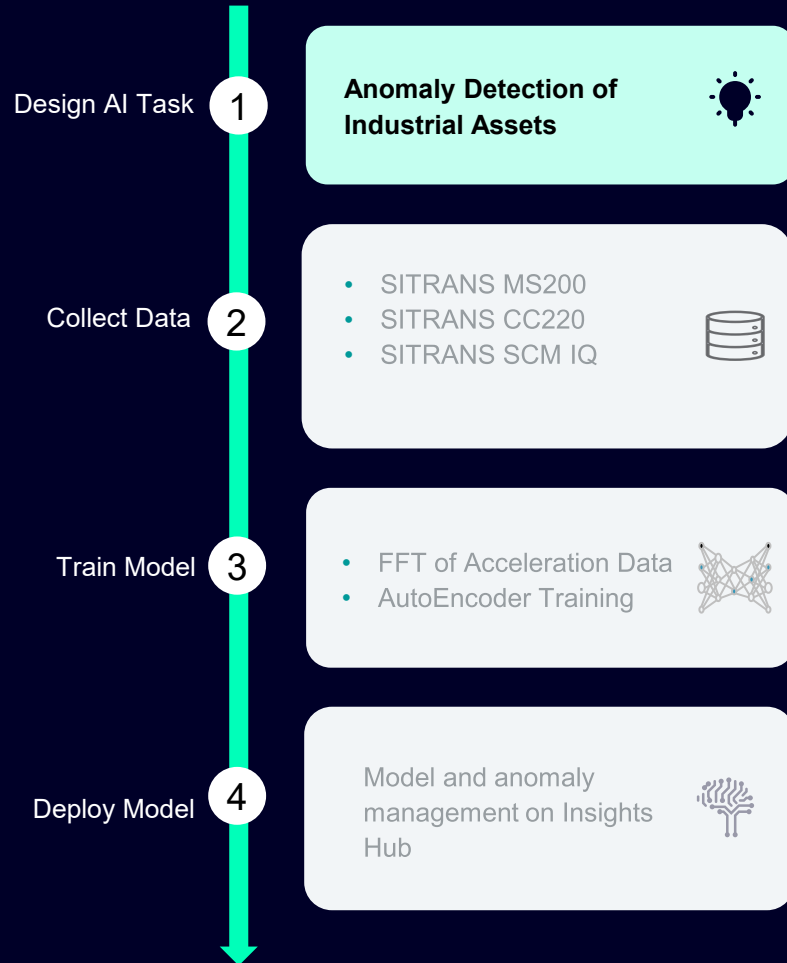 Design AI Task
1
Anomaly Detection of
Industrial Assets
Collect Data
2
• SITRANS MS200
• SITRANS CC220
• SITRANS SCM IQ
Train Model
3
• FFT of Acceleration Data
• AutoEncoder Training
Deploy Model
4
Model and anomaly
management on Insights
Hub